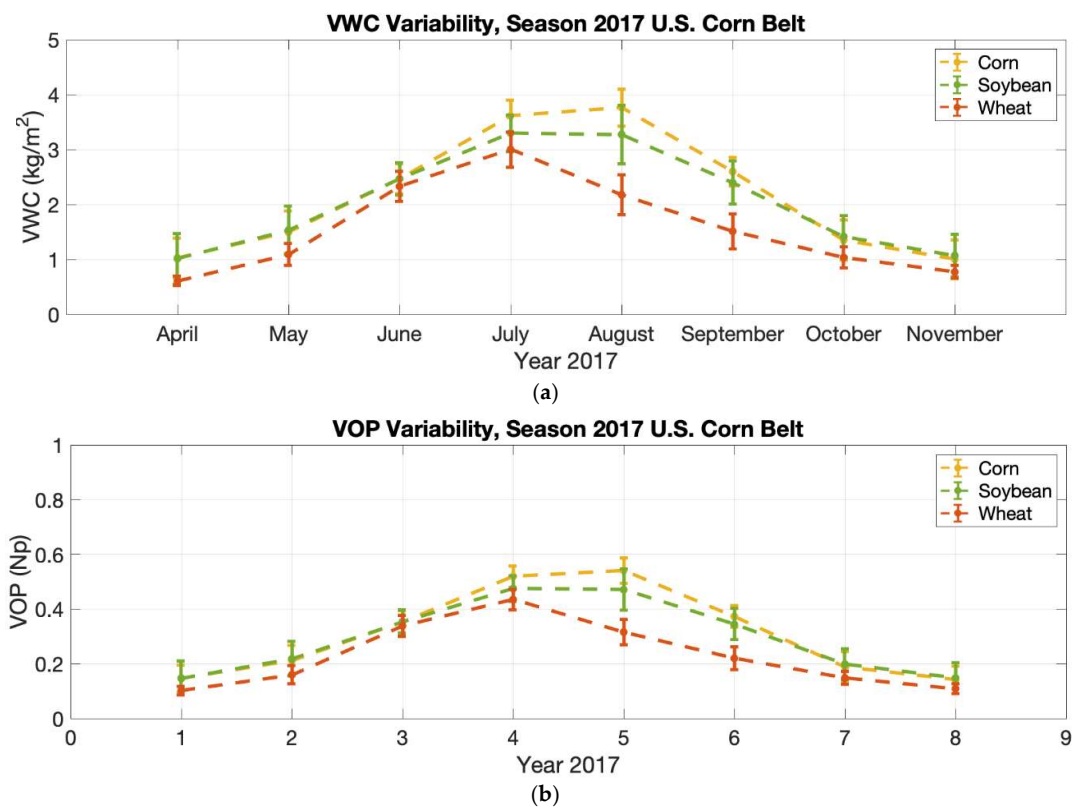 VWC Variability, Season 2017 U.S. Corn Belt
5
4
3
2
1
0
VWC (kg/m²)
Corn
Soybean
Wheat
April May June July August September October November
Year 2017
(a)
VOP Variability, Season 2017 U.S. Corn Belt
1
0.8
0.6
0.4
0.2
0
VOP (Np)
Corn
Soybean
Wheat
0 1 2 3 4 5 6 7 8 9
Year 2017
(b)